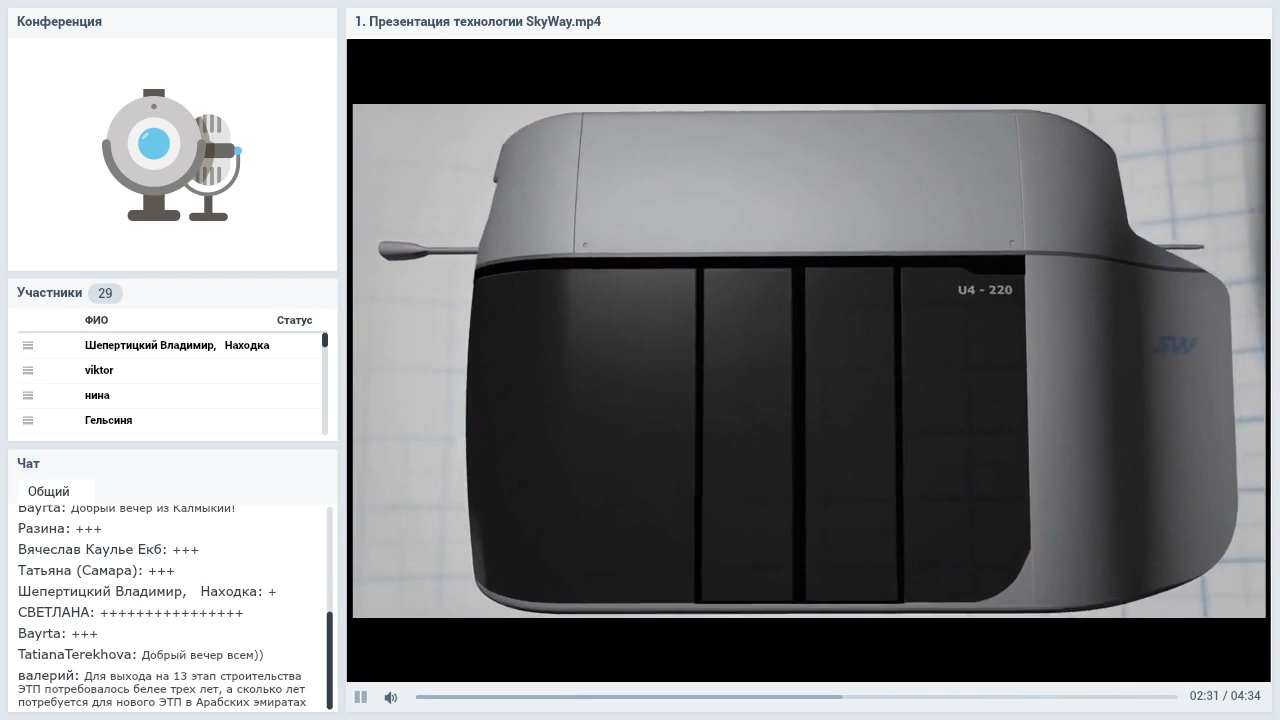 Конференция
Участники 29
ФИО Статус
Шепертицкий Владимир, Находка
viktor
нина
Гельсиня
Чат
Общий
Bayrta: Добрый вечер из Калмыкии!
Разина: +++
Вячеслав Каулье Екб: +++
Татьяна (Самара): +++
Шепертицкий Владимир, Находка: +
СВЕТЛАНА: ++++++++++++++++
Bayrta: +++
TatianaTerekhova: Добрый вечер всем))
валерий: Для выхода на 13 этап строительства
ЭТП потребовалось более трех лет, а сколько лет
потребуется для нового ЭТП в Арабских эмиратах
1. Презентация технологии SkyWay.mp4
U4 - 220
SW
02:31 / 04:34